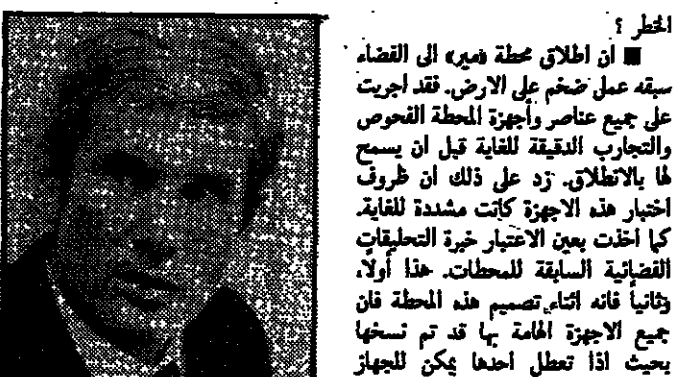 الخطر ؟
■ ان اطلاق محطة «مير» الى الفضاء
سبقه عمل ضخم على الارض. فقد اجريت
على جميع عناصر وأجهزة المحطة الفحوص
والتجارب الدقيقة للغاية قبل ان يسمح
لها بالانطلاق. زد على ذلك ان ظروف
اختبار هذه الاجهزة كانت مشددة للغاية.
كما اخذت بعين الاعتبار خبرة التحليقات
الفضائية السابقة للمحطات. هذا أولاً،
وثانياً فانه اثناء تصميم هذه المحطة فان
جميع الاجهزة الهامة بها قد تم نسخها
بحيث اذا تعطل احدها يمكن للجهاز